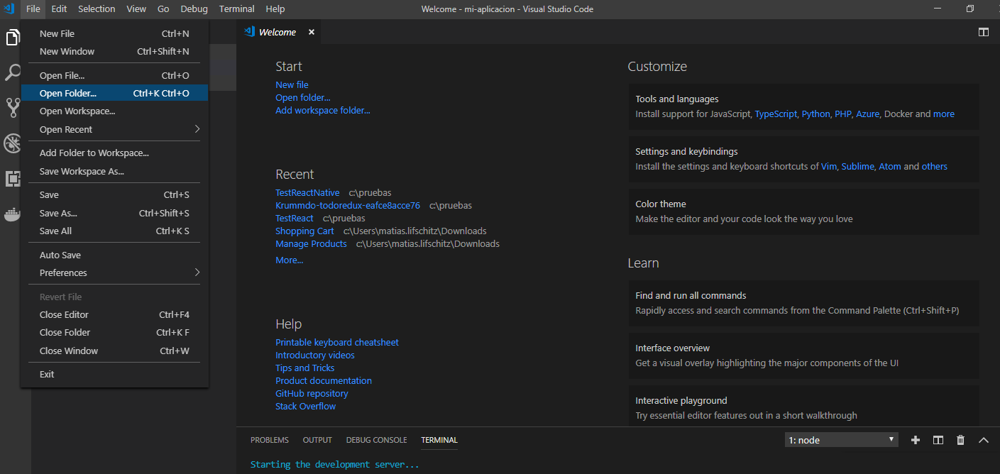 File Edit Selection View Go Debug Terminal Help
Welcome - mi-aplicacion - Visual Studio Code
New File Ctrl+N
New Window Ctrl+Shift+N
Open File... Ctrl+O
Open Folder... Ctrl+K Ctrl+O
Open Workspace...
Open Recent
Add Folder to Workspace...
Save Workspace As...
Save Ctrl+S
Save As... Ctrl+Shift+S
Save All Ctrl+K S
Auto Save
Preferences
Revert File
Close Editor Ctrl+F4
Close Folder Ctrl+K F
Close Window Ctrl+W
Exit
Welcome
Start
New file
Open folder...
Add workspace folder...
Recent
TestReactNative c:\pruebas
Krummdo-todoredux-eafce8acce76 c:\pruebas
TestReact c:\pruebas
Shopping Cart c:\Users\matias.lifschitz\Downloads
Manage Products c:\Users\matias.lifschitz\Downloads
More...
Help
Printable keyboard cheatsheet
Introductory videos
Tips and Tricks
Product documentation
GitHub repository
Stack Overflow
Customize
Tools and languages
Install support for JavaScript, TypeScript, Python, PHP, Azure, Docker and more
Settings and keybindings
Install the settings and keyboard shortcuts of Vim, Sublime, Atom and others
Color theme
Make the editor and your code look the way you love
Learn
Find and run all commands
Rapidly access and search commands from the Command Palette (Ctrl+Shift+P)
Interface overview
Get a visual overlay highlighting the major components of the UI
Interactive playground
Try essential editor features out in a short walkthrough
PROBLEMS OUTPUT DEBUG CONSOLE TERMINAL
1: node
Starting the development server...